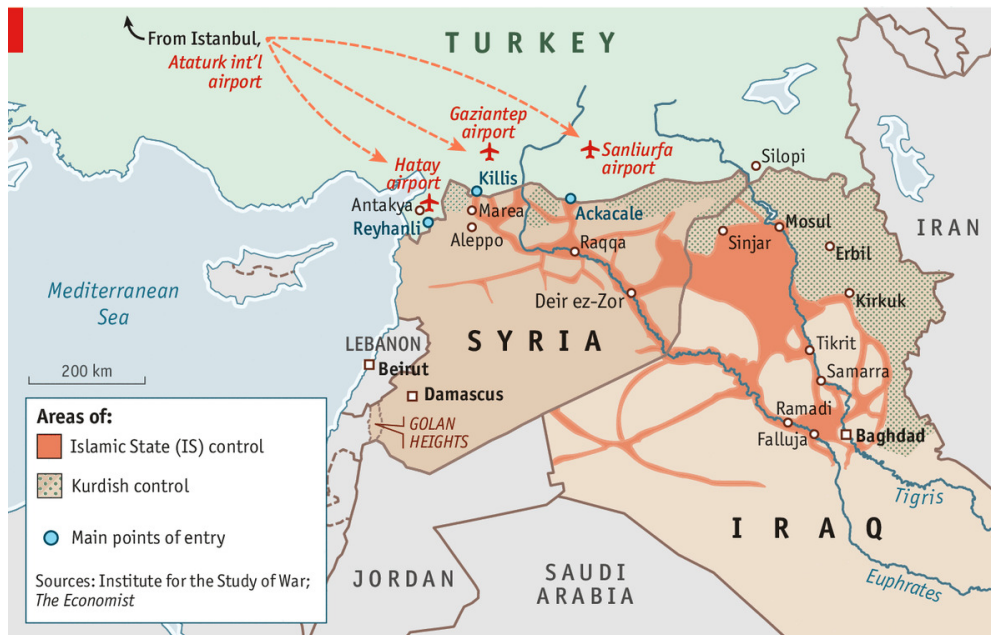 From Istanbul,
Ataturk int'l
airport
TURKEY
Gaziantep
airport
Sanliurfa
airport
Hatay
airport
Killis
Silopi
Antakya
Reyhanli
Marea
Ackacale
Aleppo
Raqqa
Sinjar
Mosul
Erbil
IRAN
Mediterranean
Sea
Deir ez-Zor
Kirkuk
SYRIA
LEBANON
Beirut
Tikrit
Samarra
200 km
Damascus
GOLAN
HEIGHTS
Ramadi
Falluja
Baghdad
Tigris
IRAQ
Euphrates
JORDAN
SAUDI
ARABIA
Areas of:
Islamic State (IS) control
Kurdish control
Main points of entry
Sources: Institute for the Study of War;
The Economist